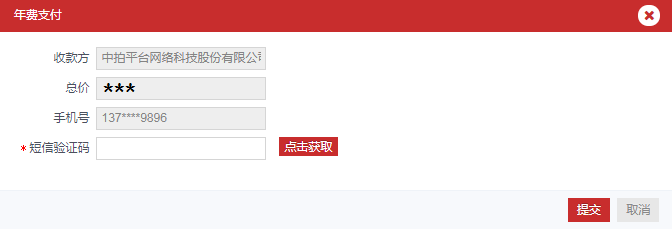 年费支付
收款方 中拍平台网络科技股份有限公司
总价 ***
手机号 137****9896
* 短信验证码 点击获取
提交 取消